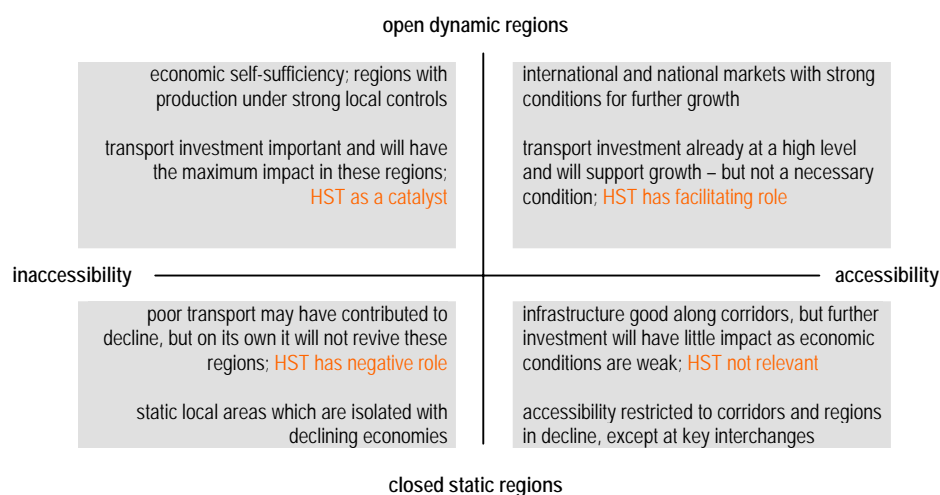 open dynamic regions
economic self-sufficiency; regions with
production under strong local controls
transport investment important and will have
the maximum impact in these regions;
HST as a catalyst
international and national markets with strong
conditions for further growth
transport investment already at a high level
and will support growth – but not a necessary
condition; HST has facilitating role
inaccessibility
accessibility
poor transport may have contributed to
decline, but on its own it will not revive these
regions; HST has negative role
static local areas which are isolated with
declining economies
infrastructure good along corridors, but further
investment will have little impact as economic
conditions are weak; HST not relevant
accessibility restricted to corridors and regions
in decline, except at key interchanges
closed static regions